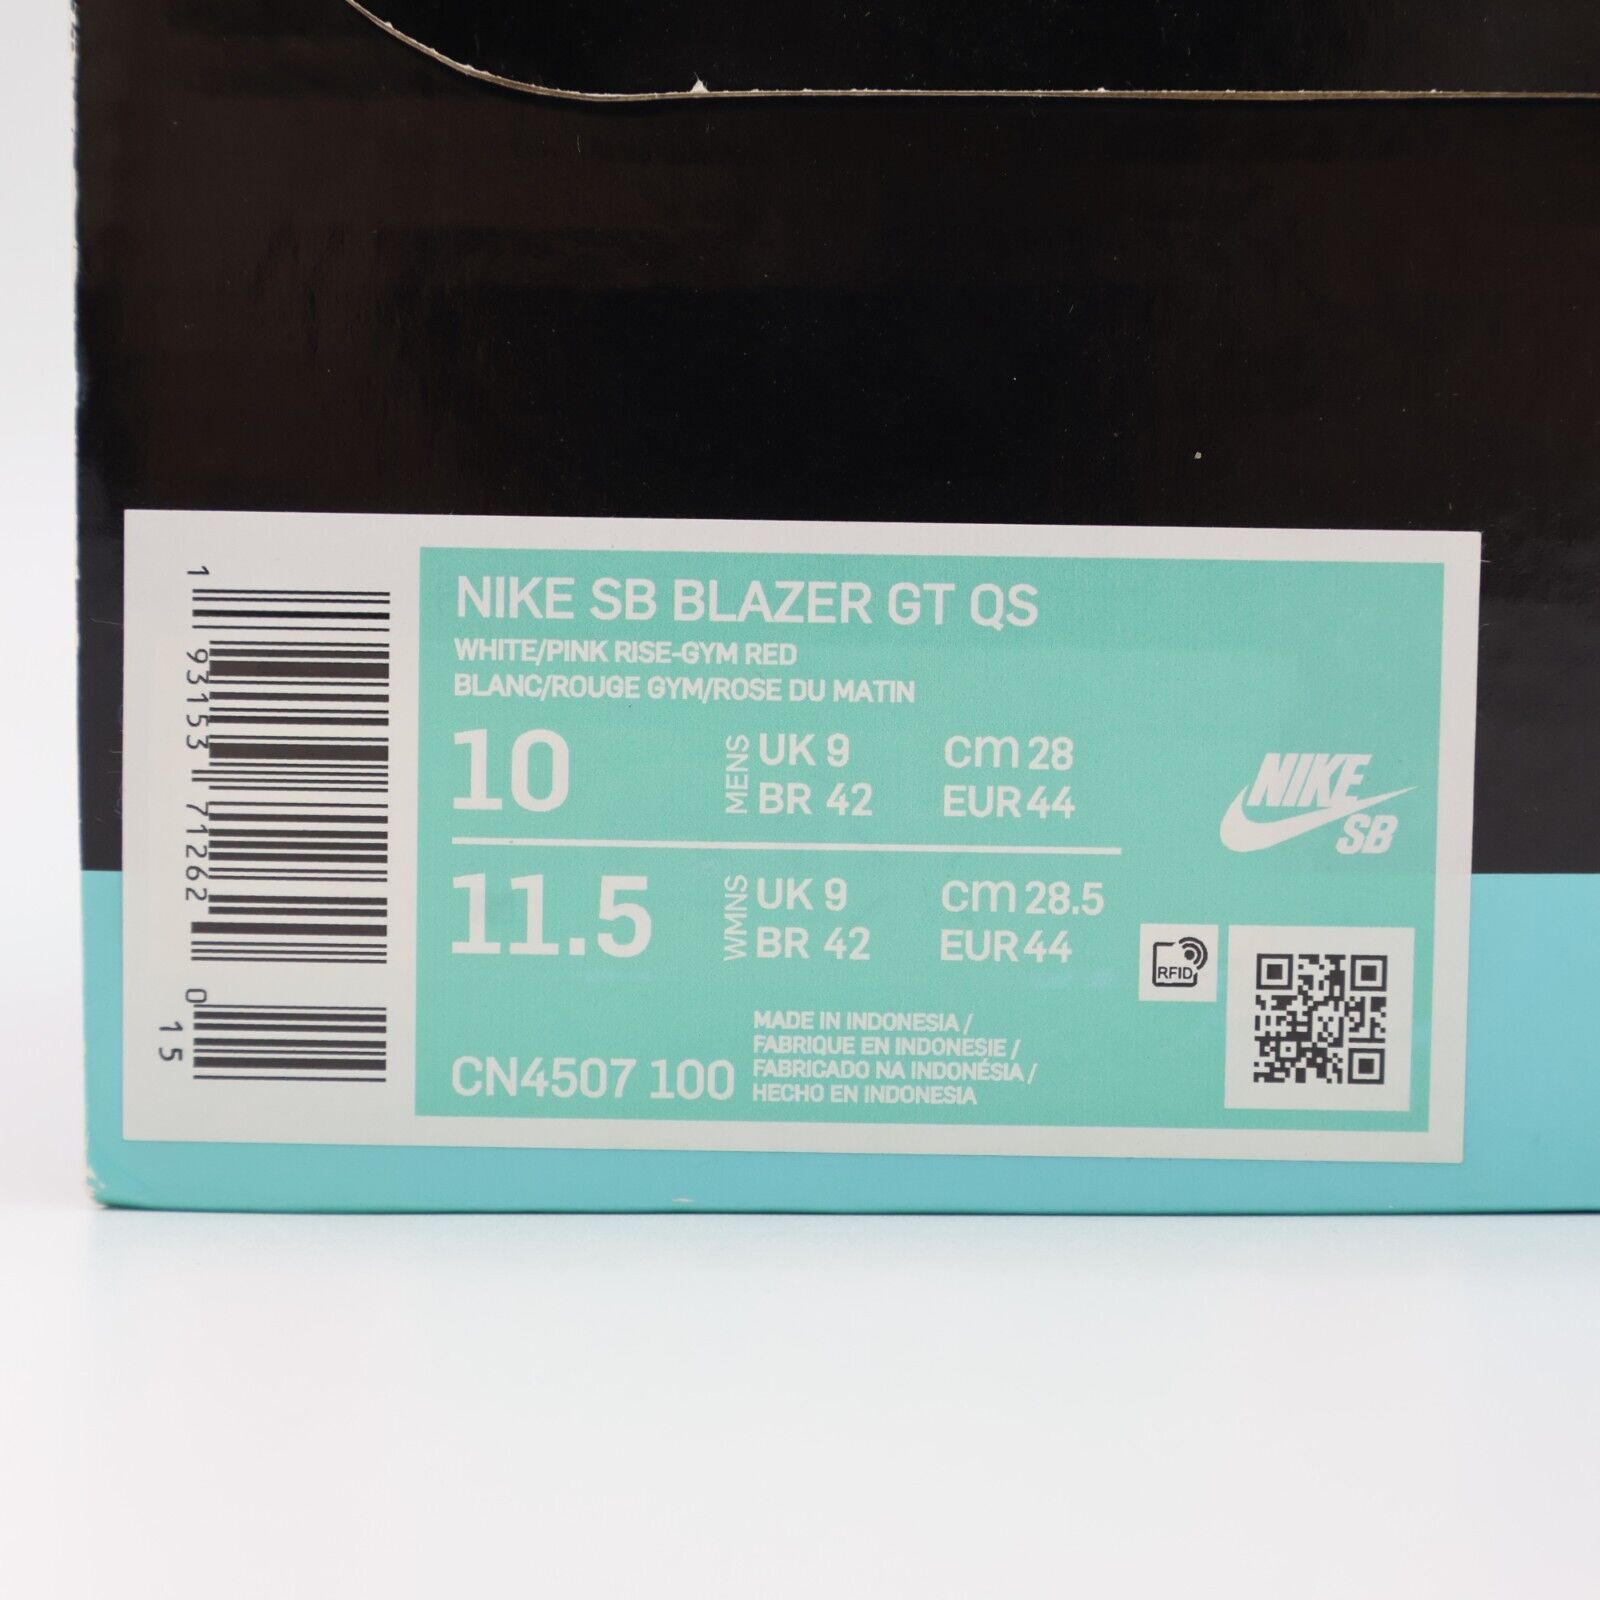 NIKE SB BLAZER GT QS
WHITE/PINK RISE-GYM RED
BLANC/ROUGE GYM/ROSE DU MATIN
10
MENS
UK 9
cm 28
BR 42
EUR 44
11.5
WMNS
UK 9
cm 28.5
BR 42
EUR 44
NIKE
SB
RFID
CN4507 100
MADE IN INDONESIA /
FABRIQUE EN INDONESIE /
FABRICADO NA INDONÉSIA /
HECHO EN INDONESIA
1 93153 71262 0
15